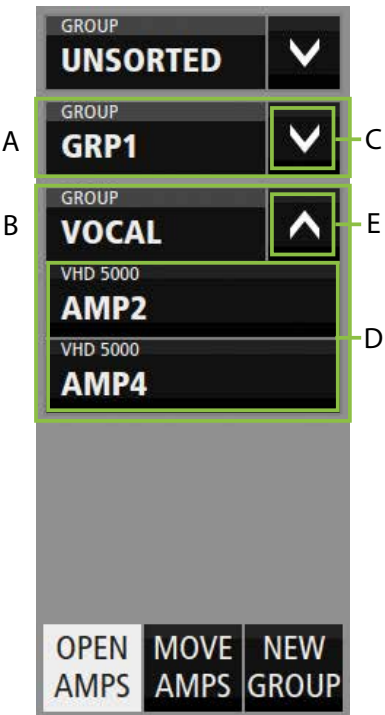 GROUP
UNSORTED
GROUP
A GRP1 C
GROUP
B VOCAL E
VHD 5000
AMP2
D
VHD 5000
AMP4
OPEN AMPS
MOVE AMPS
NEW GROUP